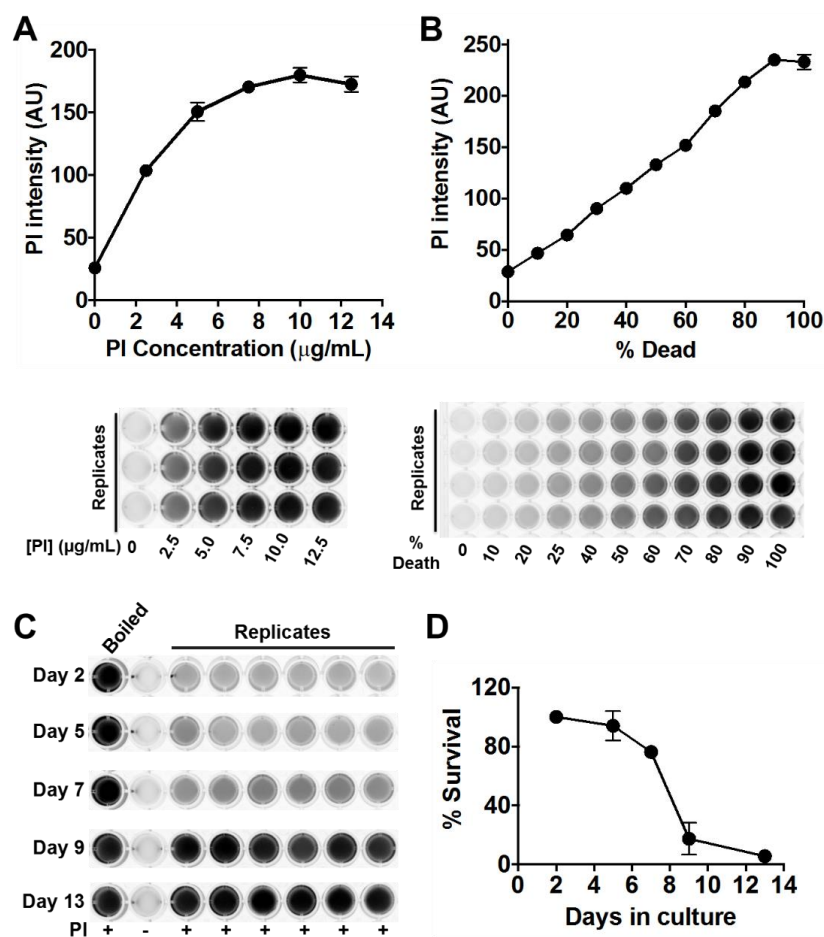 A
PI intensity (AU)
200
150
100
50
0
0 2 4 6 8 10 12 14
PI Concentration (μg/mL)
B
PI intensity (AU)
250
200
150
100
50
0
0 20 40 60 80 100
% Dead
Replicates
[PI] (μg/mL) 0 2.5 5.0 7.5 10.0 12.5
Replicates
% Death 0 10 20 25 40 50 60 70 80 90 100
C
Boiled
Replicates
Day 2
Day 5
Day 7
Day 9
Day 13
PI + - + + + + + +
D
% Survival
120
80
40
0
0 2 4 6 8 10 12 14
Days in culture